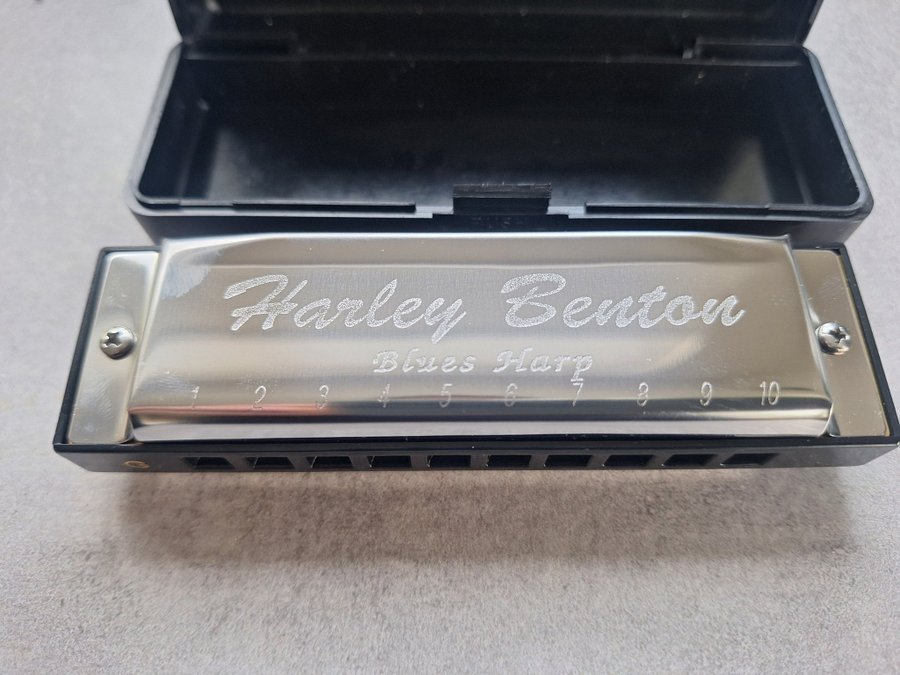 Harley Benton
Blues Harp
1 2 3 4 5 6 7 8 9 10